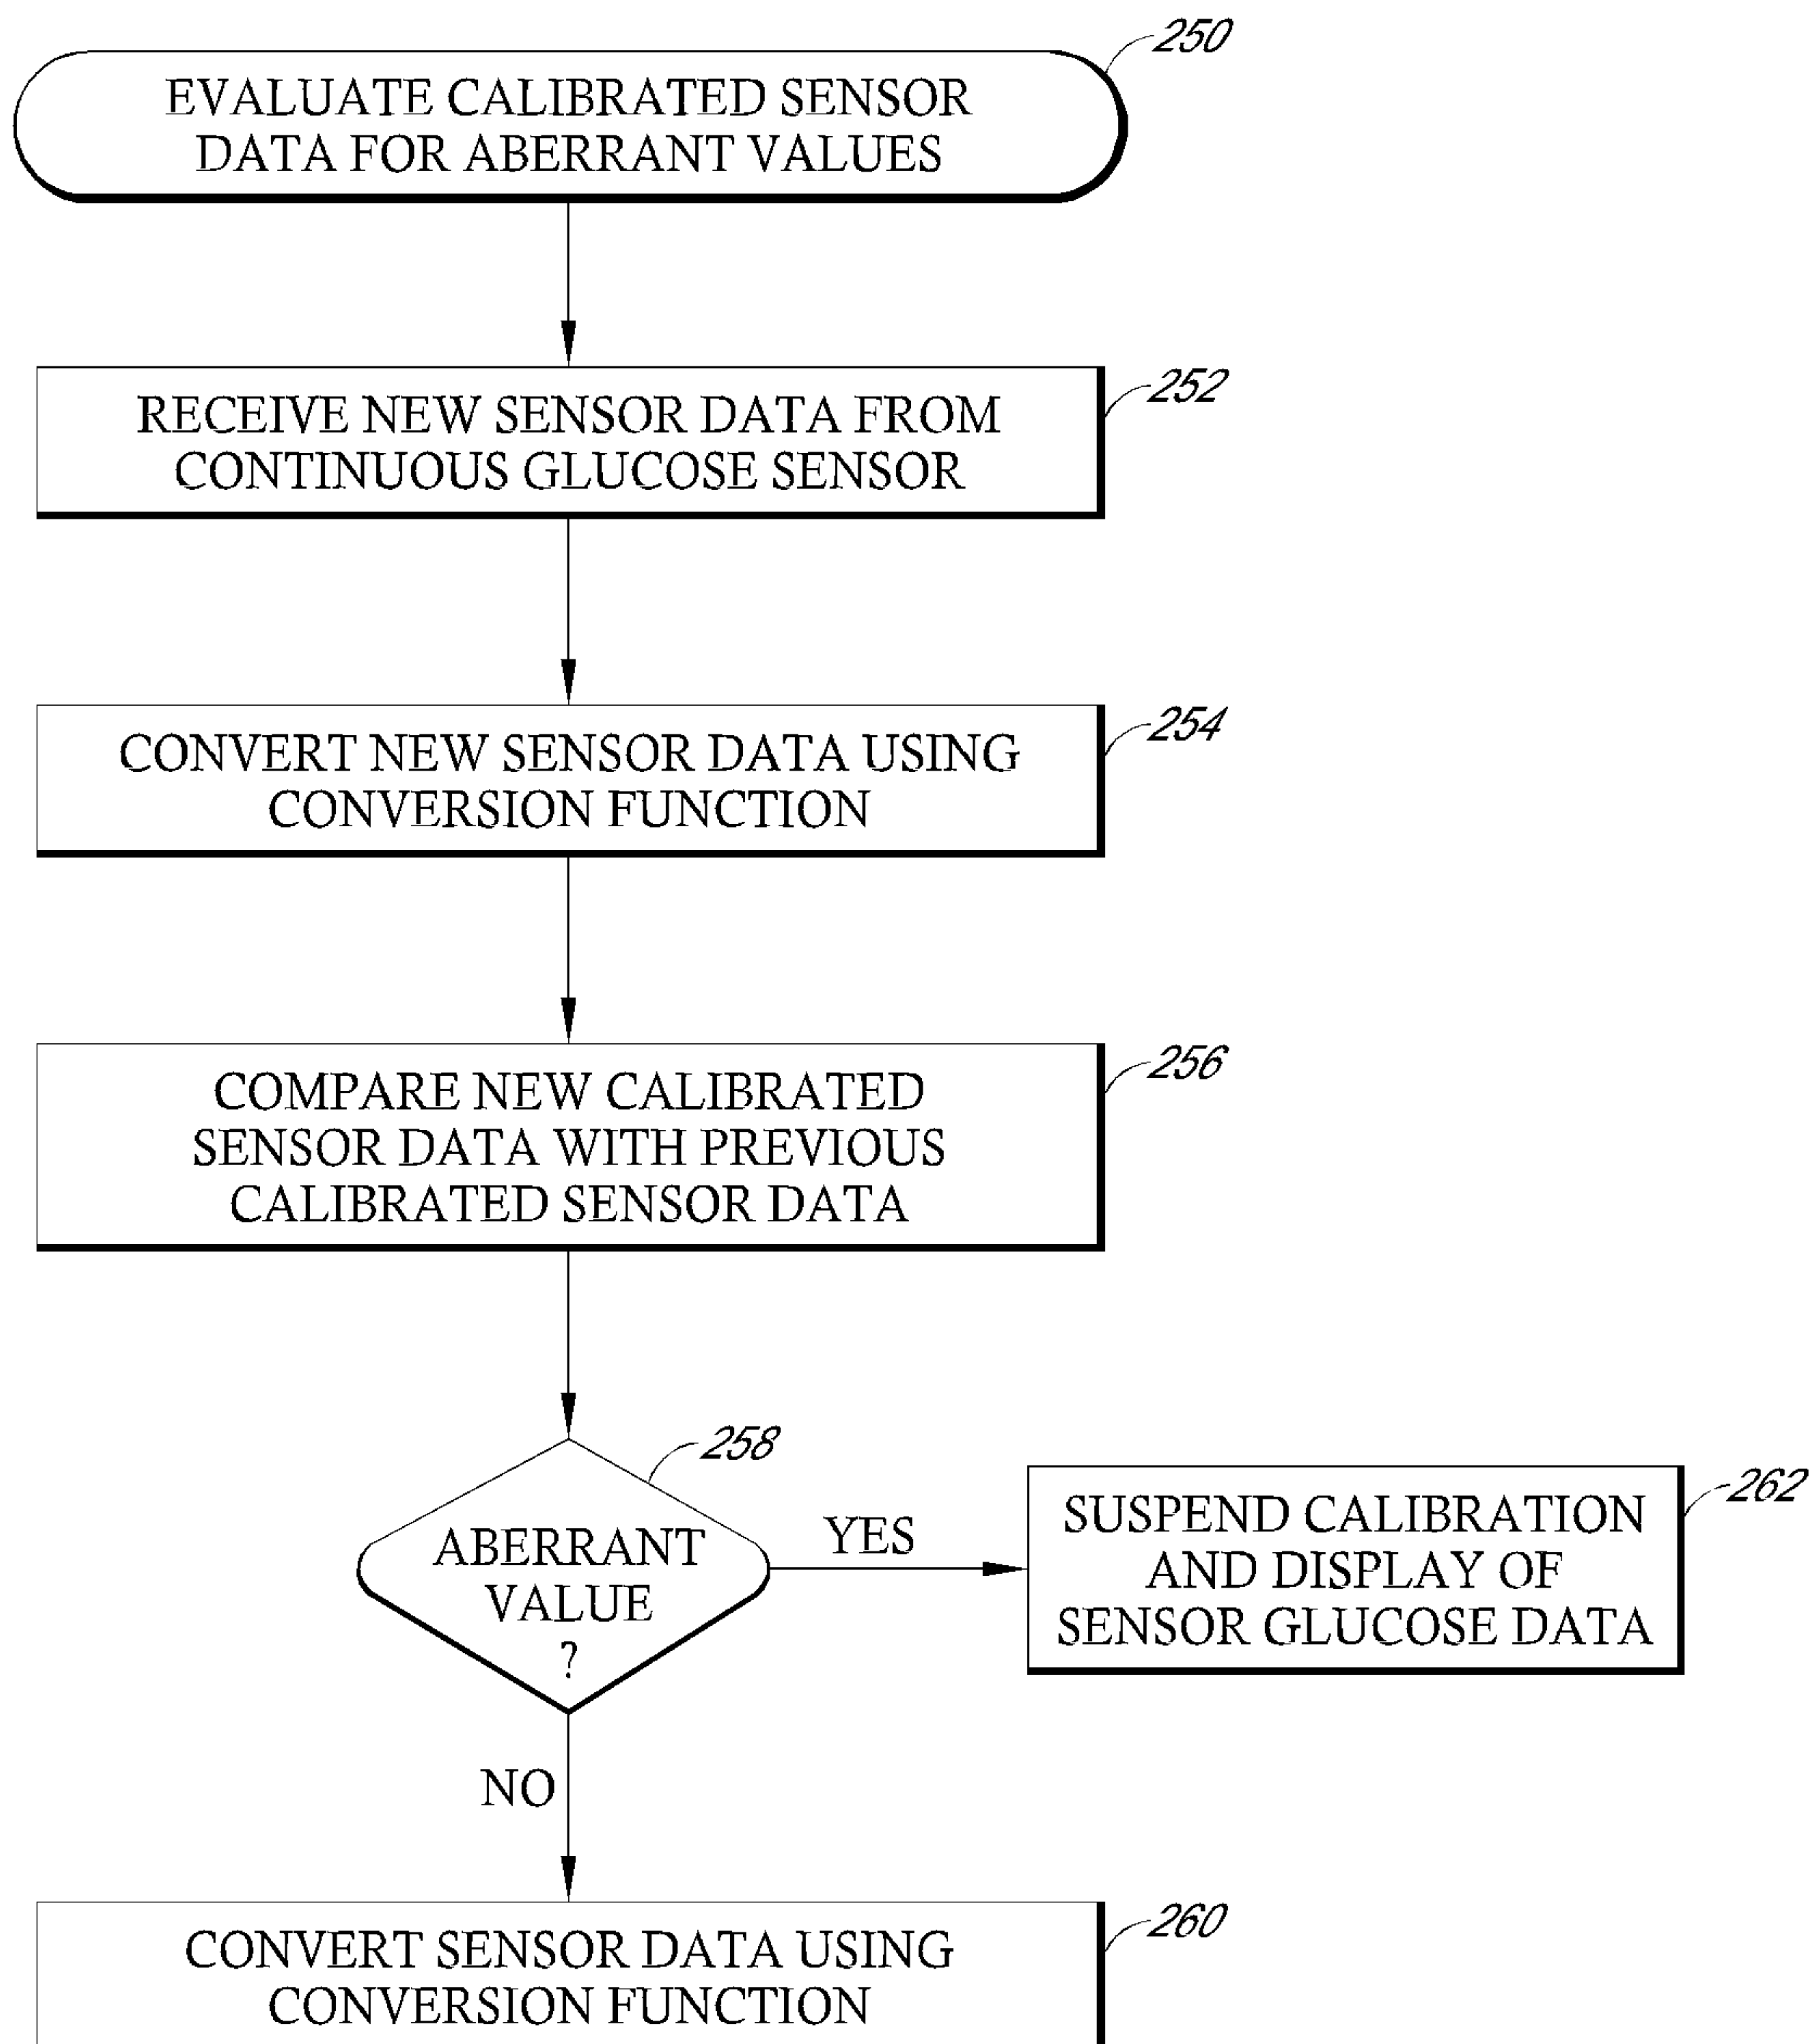 250
EVALUATE CALIBRATED SENSOR
DATA FOR ABERRANT VALUES
252
RECEIVE NEW SENSOR DATA FROM
CONTINUOUS GLUCOSE SENSOR
254
CONVERT NEW SENSOR DATA USING
CONVERSION FUNCTION
256
COMPARE NEW CALIBRATED
SENSOR DATA WITH PREVIOUS
CALIBRATED SENSOR DATA
258
ABERRANT
VALUE
?
YES
262
SUSPEND CALIBRATION
AND DISPLAY OF
SENSOR GLUCOSE DATA
NO
260
CONVERT SENSOR DATA USING
CONVERSION FUNCTION